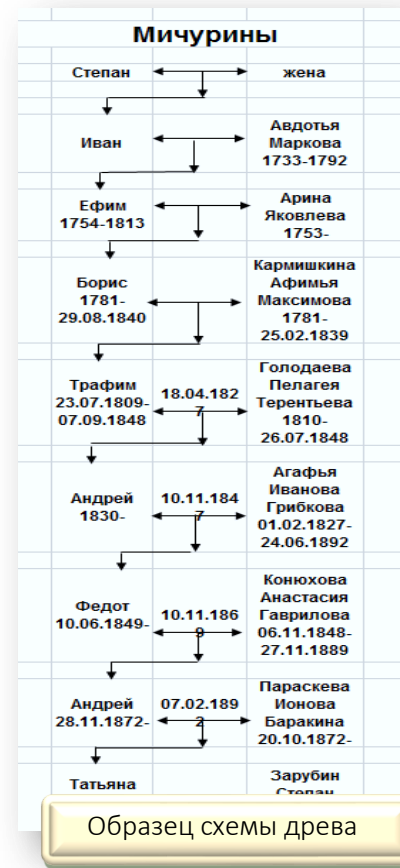 Мичурины
Степан жена
Авдотья
Иван Маркова
1733-1792
Ефим Арина
1754-1813 Яковлева
1753-
Кармишкина
Борис Афимья
1781- Максимова
29.08.1840 1781-
25.02.1839
Голодаева
Трафим Пелагея
23.07.1809- 18.04.182 Терентьева
07.09.1848 7 1810-
26.07.1848
Агафья
Иванова
Андрей 10.11.184 Грибкова
1830- 7 01.02.1827-
24.06.1892
Конюхова
Федот Анастасия
10.06.1849- 10.11.186 Гаврилова
9 06.11.1848-
27.11.1889
Параскева
Андрей 07.02.189 Ионова
28.11.1872- 2 Баракина
20.10.1872-
Татьяна Зарубин
Степан
Образец схемы древа